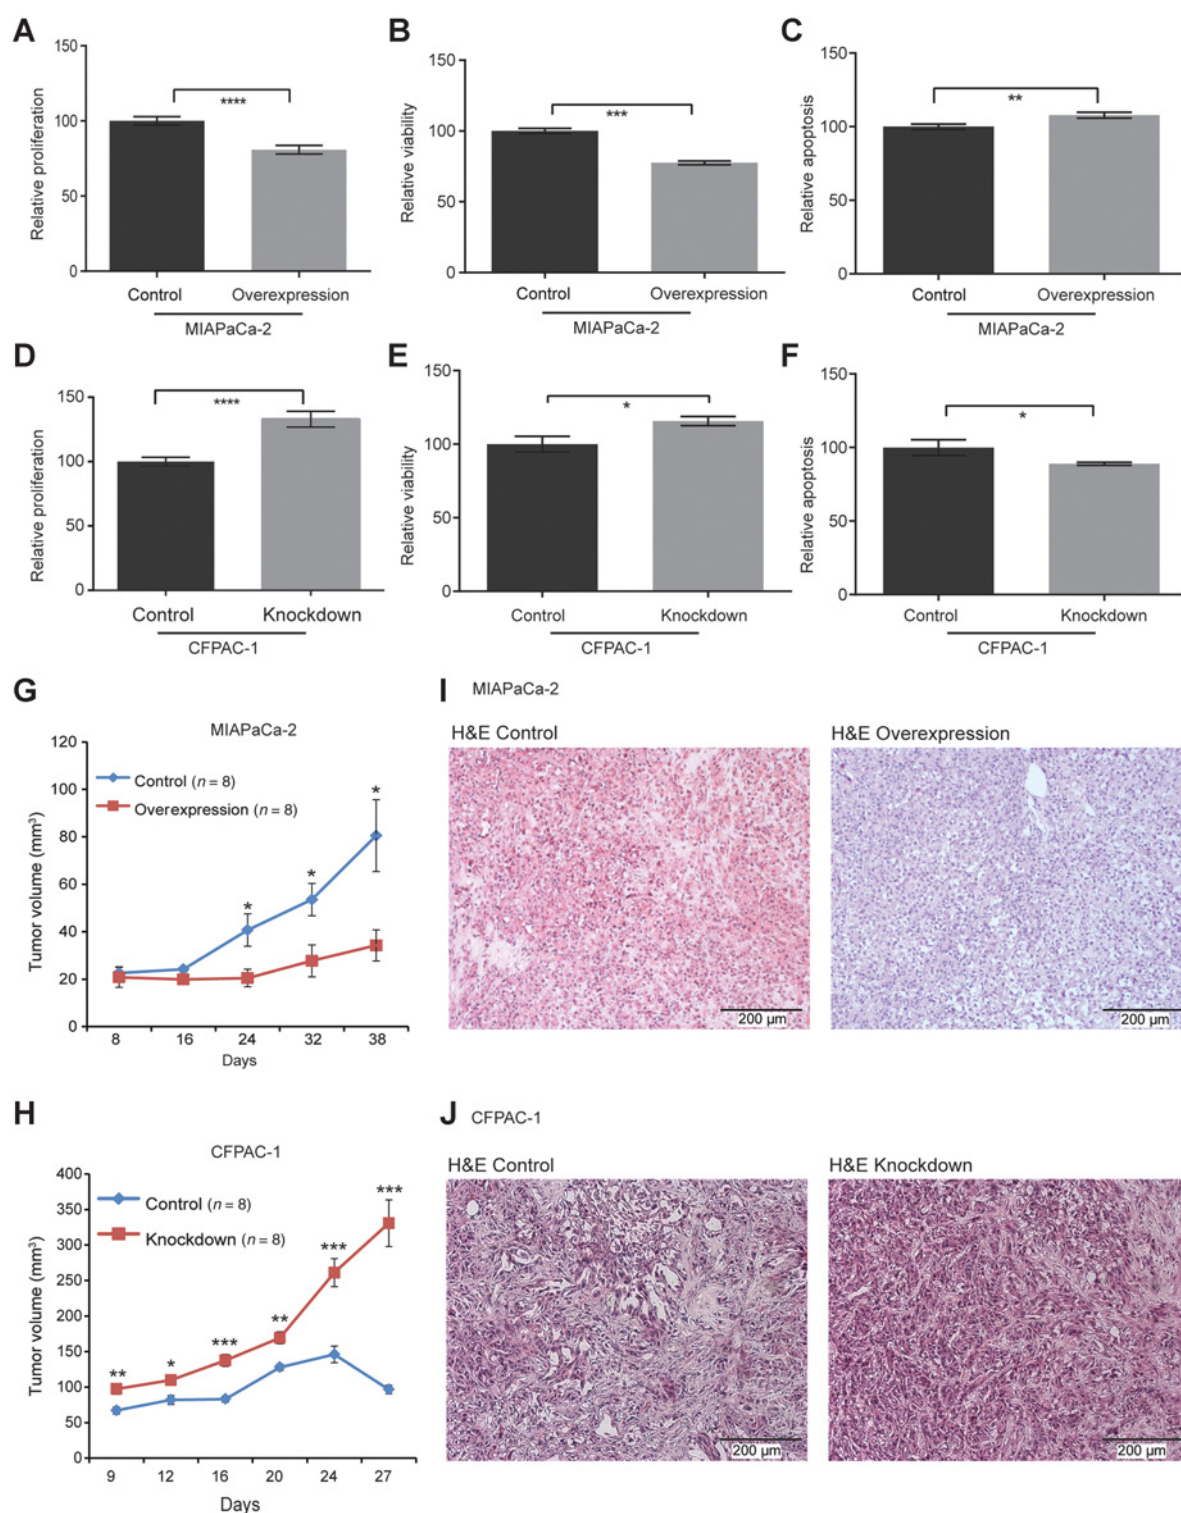 A
150
100
50
0
Relative proliferation
****
Control Overexpression
MIAPaCa-2
B
150
100
50
0
Relative viability
***
Control Overexpression
MIAPaCa-2
C
150
100
50
0
Relative apoptosis
**
Control Overexpression
MIAPaCa-2
D
150
100
50
0
Relative proliferation
****
Control Knockdown
CFPAC-1
E
150
100
50
0
Relative viability
*
Control Knockdown
CFPAC-1
F
150
100
50
0
Relative apoptosis
*
Control Knockdown
CFPAC-1
G
MIAPaCa-2
120
100
80
60
40
20
0
Tumor volume (mm³)
Control (n = 8)
Overexpression (n = 8)
* * *
8 16 24 32 38
Days
I MIAPaCa-2
H&E Control
200 µm
H&E Overexpression
200 µm
H
CFPAC-1
400
350
300
250
200
150
100
50
0
Tumor volume (mm³)
Control (n = 8)
Knockdown (n = 8)
** * *** ** *** ***
9 12 16 20 24 27
Days
J CFPAC-1
H&E Control
200 µm
H&E Knockdown
200 µm